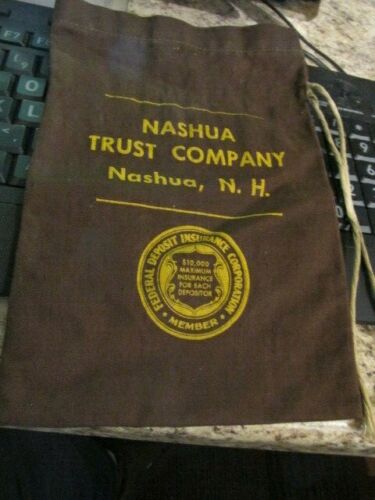 NASHUA
TRUST COMPANY
Nashua, N. H.
FEDERAL DEPOSIT INSURANCE CORPORATION
$10,000
MAXIMUM
INSURANCE
FOR EACH
DEPOSITOR
• MEMBER •